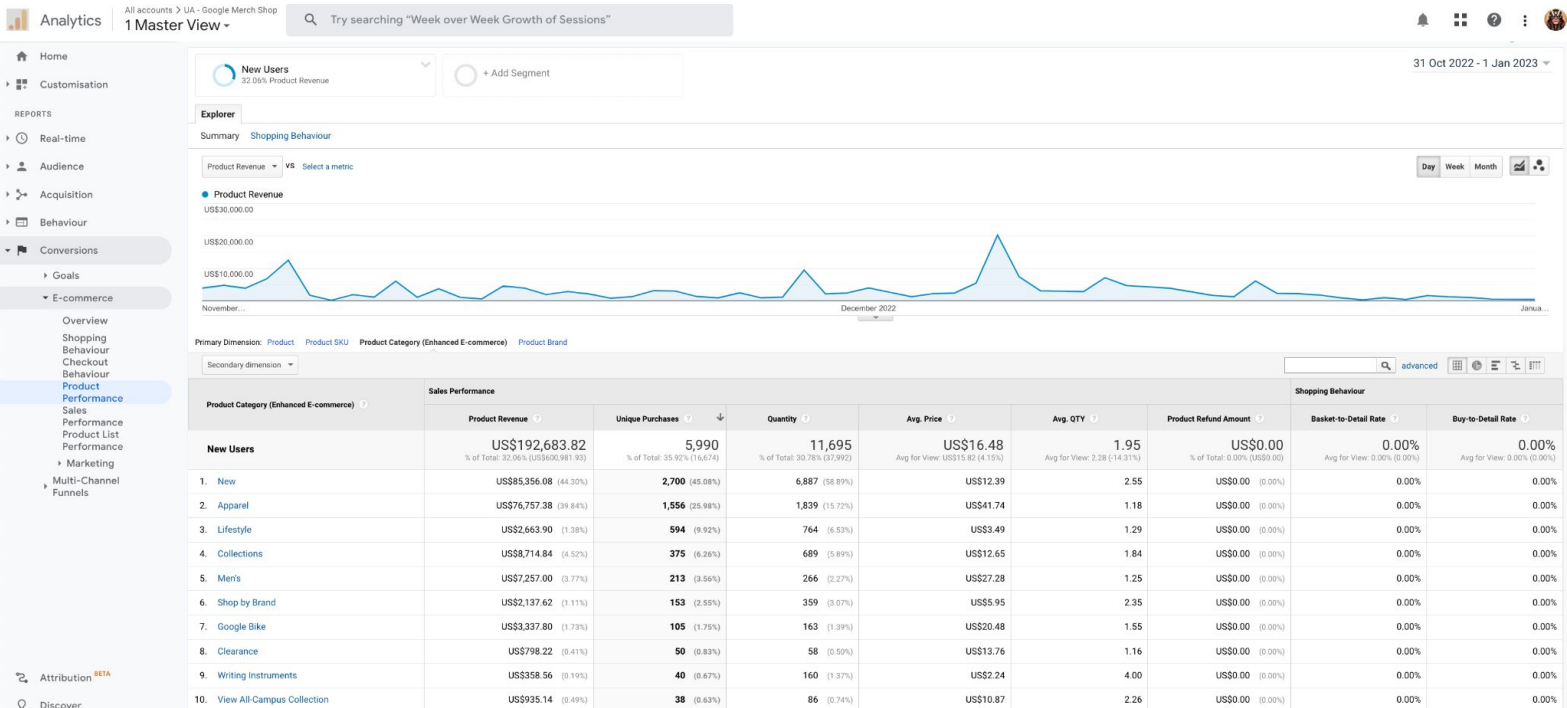 Analytics
All accounts > UA - Google Merch Shop
1 Master View
Try searching “Week over Week Growth of Sessions”
Home
Customisation
REPORTS
Real-time
Audience
Acquisition
Behaviour
Conversions
Goals
E-commerce
Overview
Shopping
Behaviour
Checkout
Behaviour
Product
Performance
Sales
Performance
Product List
Performance
Marketing
Multi-Channel
Funnels
Attribution BETA
Discover
New Users
32.06% Product Revenue
+ Add Segment
31 Oct 2022 - 1 Jan 2023
Explorer
Summary Shopping Behaviour
Product Revenue VS Select a metric
Day Week Month
Product Revenue
US$30,000.00
US$20,000.00
US$10,000.00
November... December 2022 Janua...
Primary Dimension: Product Product SKU Product Category (Enhanced E-commerce) Product Brand
Secondary dimension advanced
Product Category (Enhanced E-commerce) ? Sales Performance Shopping Behaviour
Product Revenue ? Unique Purchases ? Quantity ? Avg. Price ? Avg. QTY ? Product Refund Amount ? Basket-to-Detail Rate ? Buy-to-Detail Rate ?
New Users US$192,683.82 5,990 11,695 US$16.48 1.95 US$0.00 0.00% 0.00%
% of Total: 32.06% (US$600,981.93) % of Total: 35.92% (16,674) % of Total: 30.78% (37,992) Avg for View: US$15.82 (4.15%) Avg for View: 2.28 (-14.31%) % of Total: 0.00% (US$0.00) Avg for View: 0.00% (0.00%) Avg for View: 0.00% (0.00%)
1. New US$85,356.08 (44.30%) 2,700 (45.08%) 6,887 (58.89%) US$12.39 2.55 US$0.00 (0.00%) 0.00% 0.00%
2. Apparel US$76,757.38 (39.84%) 1,556 (25.98%) 1,839 (15.72%) US$41.74 1.18 US$0.00 (0.00%) 0.00% 0.00%
3. Lifestyle US$2,663.90 (1.38%) 594 (9.92%) 764 (6.53%) US$3.49 1.29 US$0.00 (0.00%) 0.00% 0.00%
4. Collections US$8,714.84 (4.52%) 375 (6.26%) 689 (5.89%) US$12.65 1.84 US$0.00 (0.00%) 0.00% 0.00%
5. Men's US$7,257.00 (3.77%) 213 (3.56%) 266 (2.27%) US$27.28 1.25 US$0.00 (0.00%) 0.00% 0.00%
6. Shop by Brand US$2,137.62 (1.11%) 153 (2.55%) 359 (3.07%) US$5.95 2.35 US$0.00 (0.00%) 0.00% 0.00%
7. Google Bike US$3,337.80 (1.73%) 105 (1.75%) 163 (1.39%) US$20.48 1.55 US$0.00 (0.00%) 0.00% 0.00%
8. Clearance US$798.22 (0.41%) 50 (0.83%) 58 (0.50%) US$13.76 1.16 US$0.00 (0.00%) 0.00% 0.00%
9. Writing Instruments US$358.56 (0.19%) 40 (0.67%) 160 (1.37%) US$2.24 4.00 US$0.00 (0.00%) 0.00% 0.00%
10. View All-Campus Collection US$935.14 (0.49%) 38 (0.63%) 86 (0.74%) US$10.87 2.26 US$0.00 (0.00%) 0.00% 0.00%